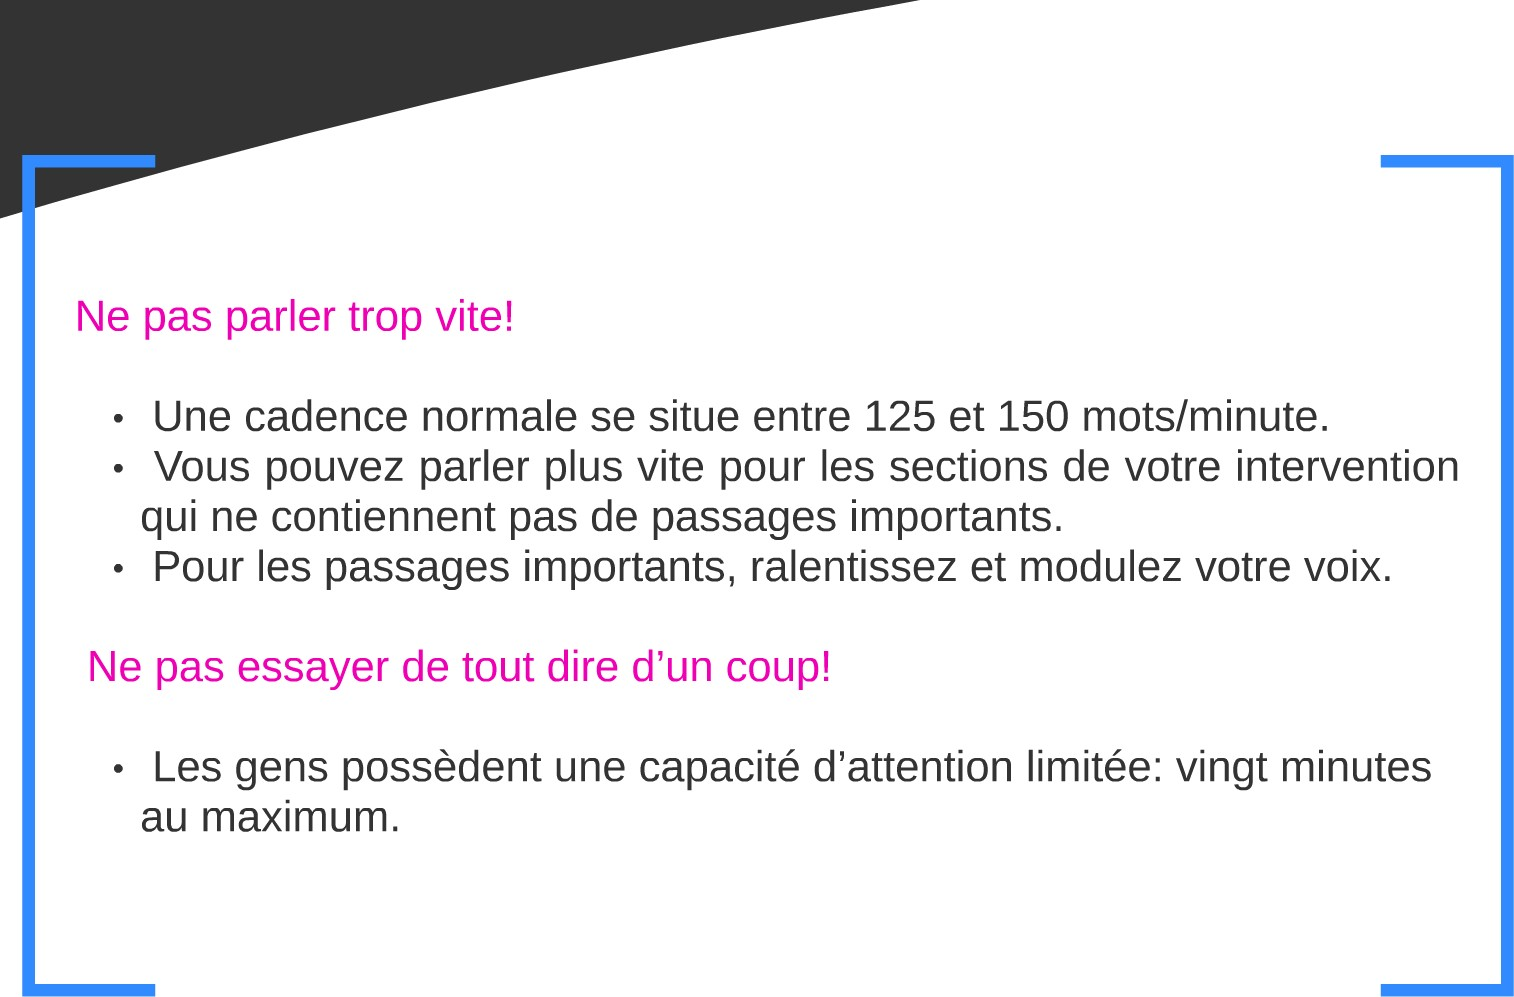 Ne pas parler trop vite!
• Une cadence normale se situe entre 125 et 150 mots/minute.
• Vous pouvez parler plus vite pour les sections de votre intervention
qui ne contiennent pas de passages importants.
• Pour les passages importants, ralentissez et modulez votre voix.
Ne pas essayer de tout dire d’un coup!
• Les gens possèdent une capacité d’attention limitée: vingt minutes
au maximum.